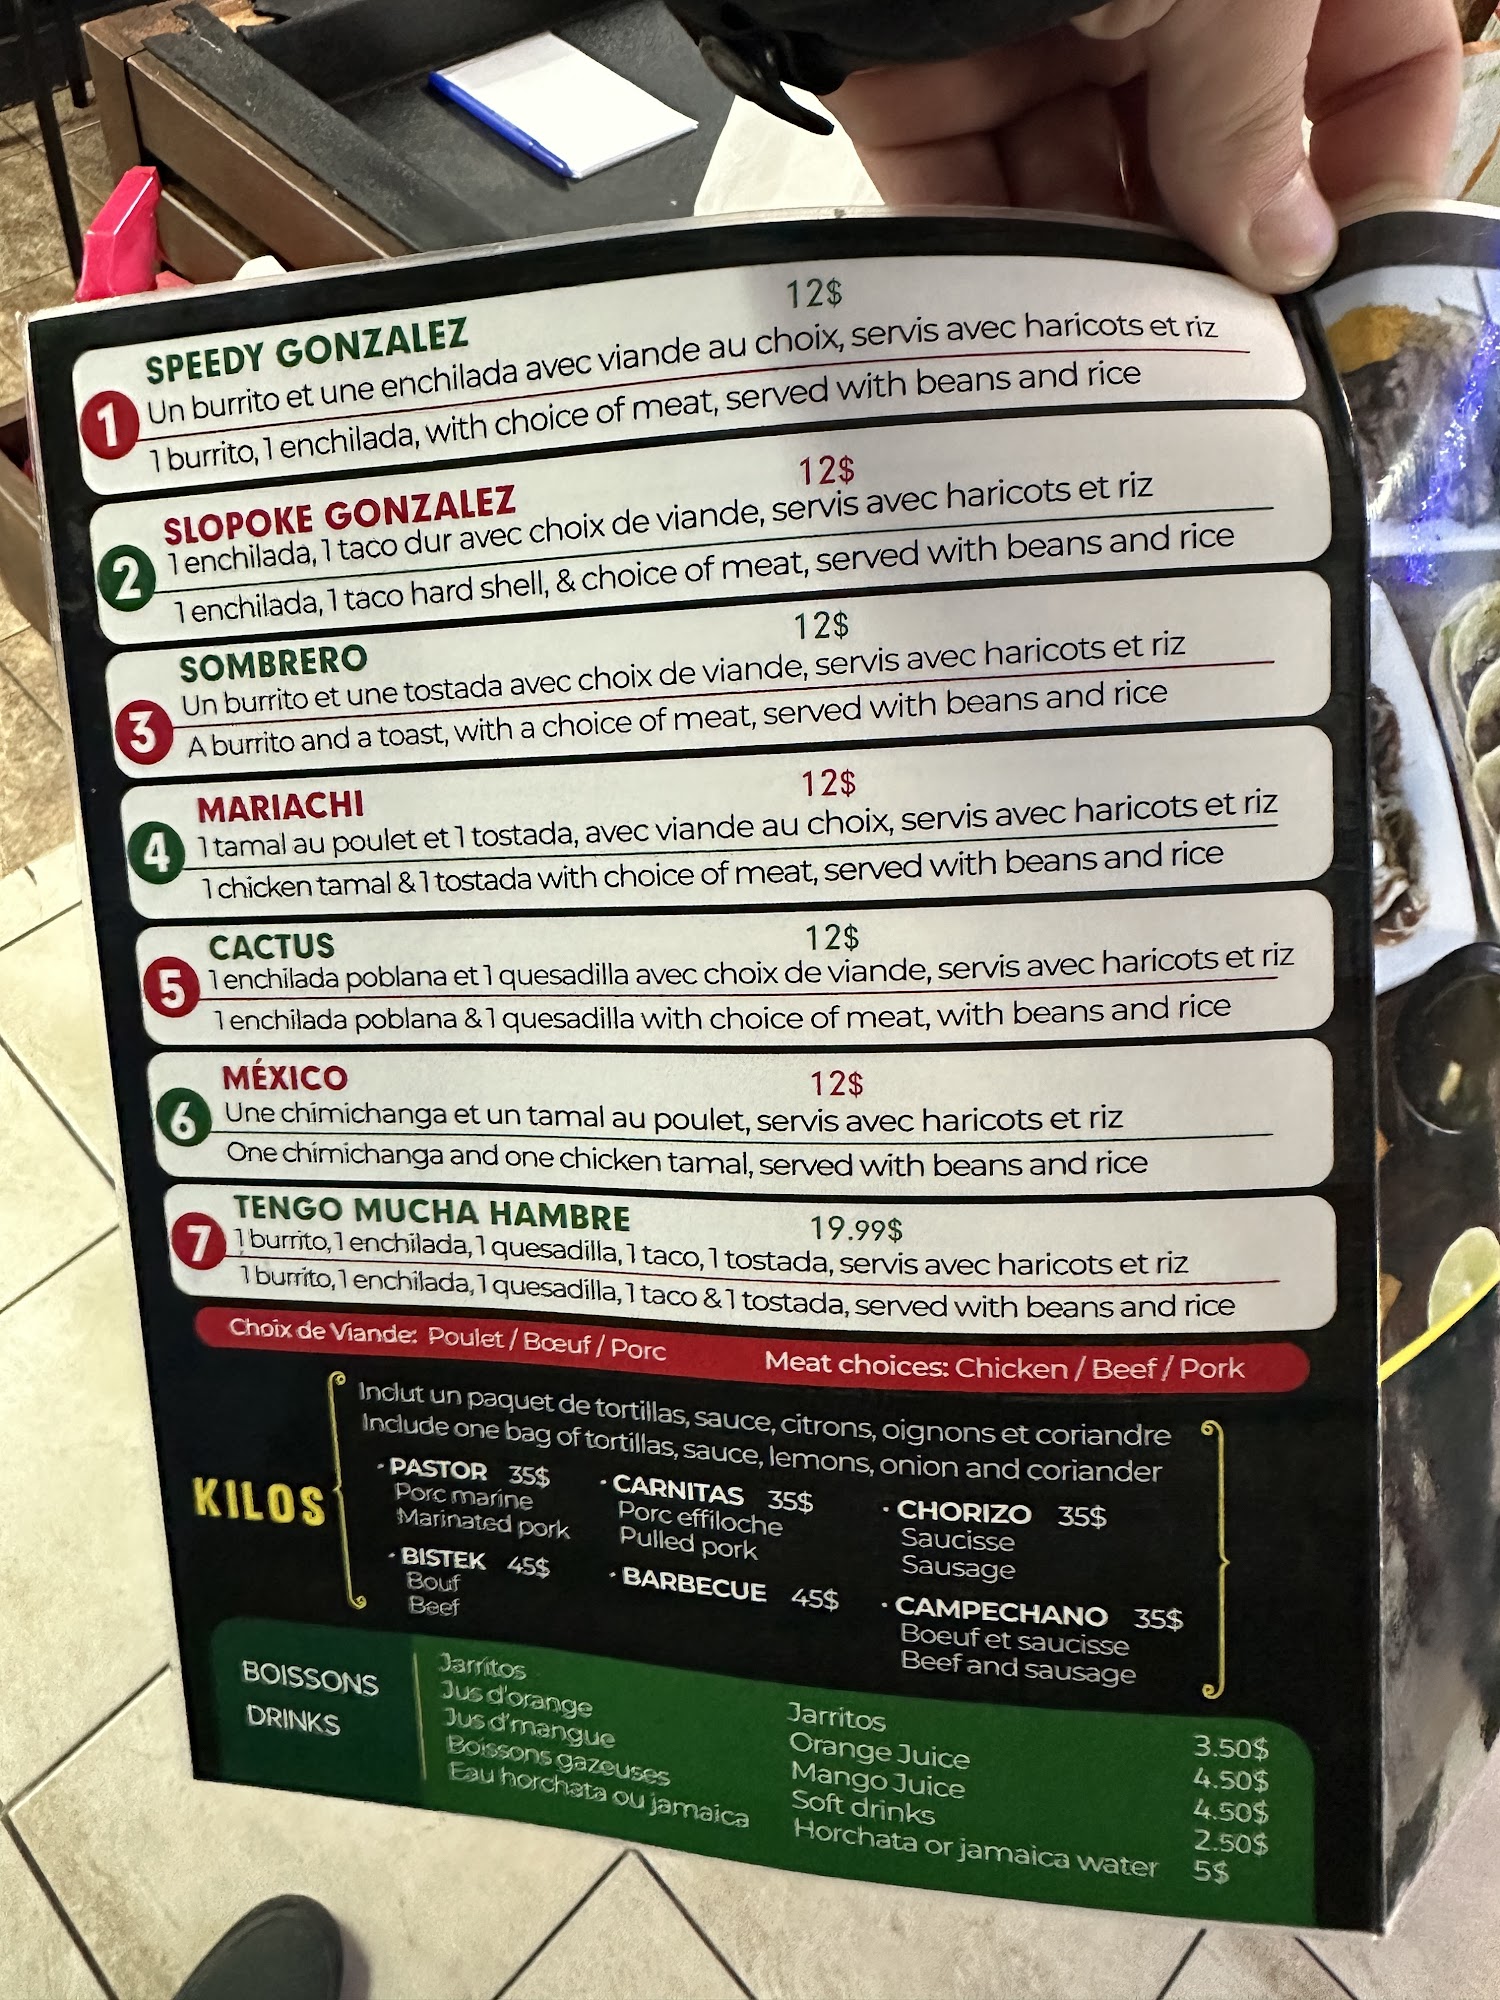 SPEEDY GONZALEZ 12$
Un burrito et une enchilada avec viande au choix, servis avec haricots et riz
1
1 burrito, 1 enchilada, with choice of meat, served with beans and rice
SLOPOKE GONZALEZ 12$
1 enchilada, 1 taco dur avec choix de viande, servis avec haricots et riz
2
1 enchilada, 1 taco hard shell, & choice of meat, served with beans and rice
SOMBRERO 12$
Un burrito et une tostada avec choix de viande, servis avec haricots et riz
3
A burrito and a toast, with a choice of meat, served with beans and rice
MARIACHI 12$
1 tamal au poulet et 1 tostada, avec viande au choix, servis avec haricots et riz
4
1 chicken tamal & 1 tostada with choice of meat, served with beans and rice
CACTUS 12$
1 enchilada poblana et 1 quesadilla avec choix de viande, servis avec haricots et riz
5
1 enchilada poblana & 1 quesadilla with choice of meat, with beans and rice
MÉXICO 12$
Une chimichanga et un tamal au poulet, servis avec haricots et riz
6
One chimichanga and one chicken tamal, served with beans and rice
TENGO MUCHA HAMBRE 19.99$
1 burrito, 1 enchilada, 1 quesadilla, 1 taco, 1 tostada, servis avec haricots et riz
7
1 burrito, 1 enchilada, 1 quesadilla, 1 taco & 1 tostada, served with beans and rice
Choix de Viande: Poulet / Bœuf / Porc Meat choices: Chicken / Beef / Pork
KILOS
Inclut un paquet de tortillas, sauce, citrons, oignons et coriandre
Include one bag of tortillas, sauce, lemons, onion and coriander
• PASTOR 35$
Porc marine
Marinated pork
• CARNITAS 35$
Porc effiloche
Pulled pork
• CHORIZO 35$
Saucisse
Sausage
• BISTEK 45$
Bouf
Beef
• BARBECUE 45$
• CAMPECHANO 35$
Boeuf et saucisse
Beef and sausage
BOISSONS
DRINKS
Jarritos Jarritos 3.50$
Jus d'orange Orange Juice 4.50$
Jus d'mangue Mango Juice 4.50$
Boissons gazeuses Soft drinks 2.50$
Eau horchata ou jamaica Horchata or jamaica water 5$